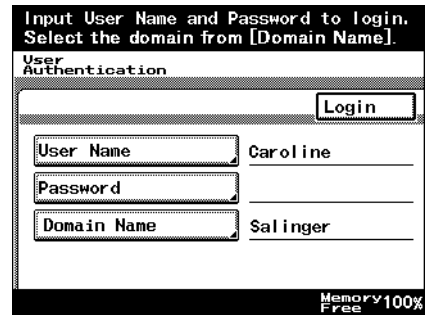 Input User Name and Password to login.
Select the domain from [Domain Name].
User
Authentication
Login
User Name Caroline
Password
Domain Name Salinger
Memory
Free 100%